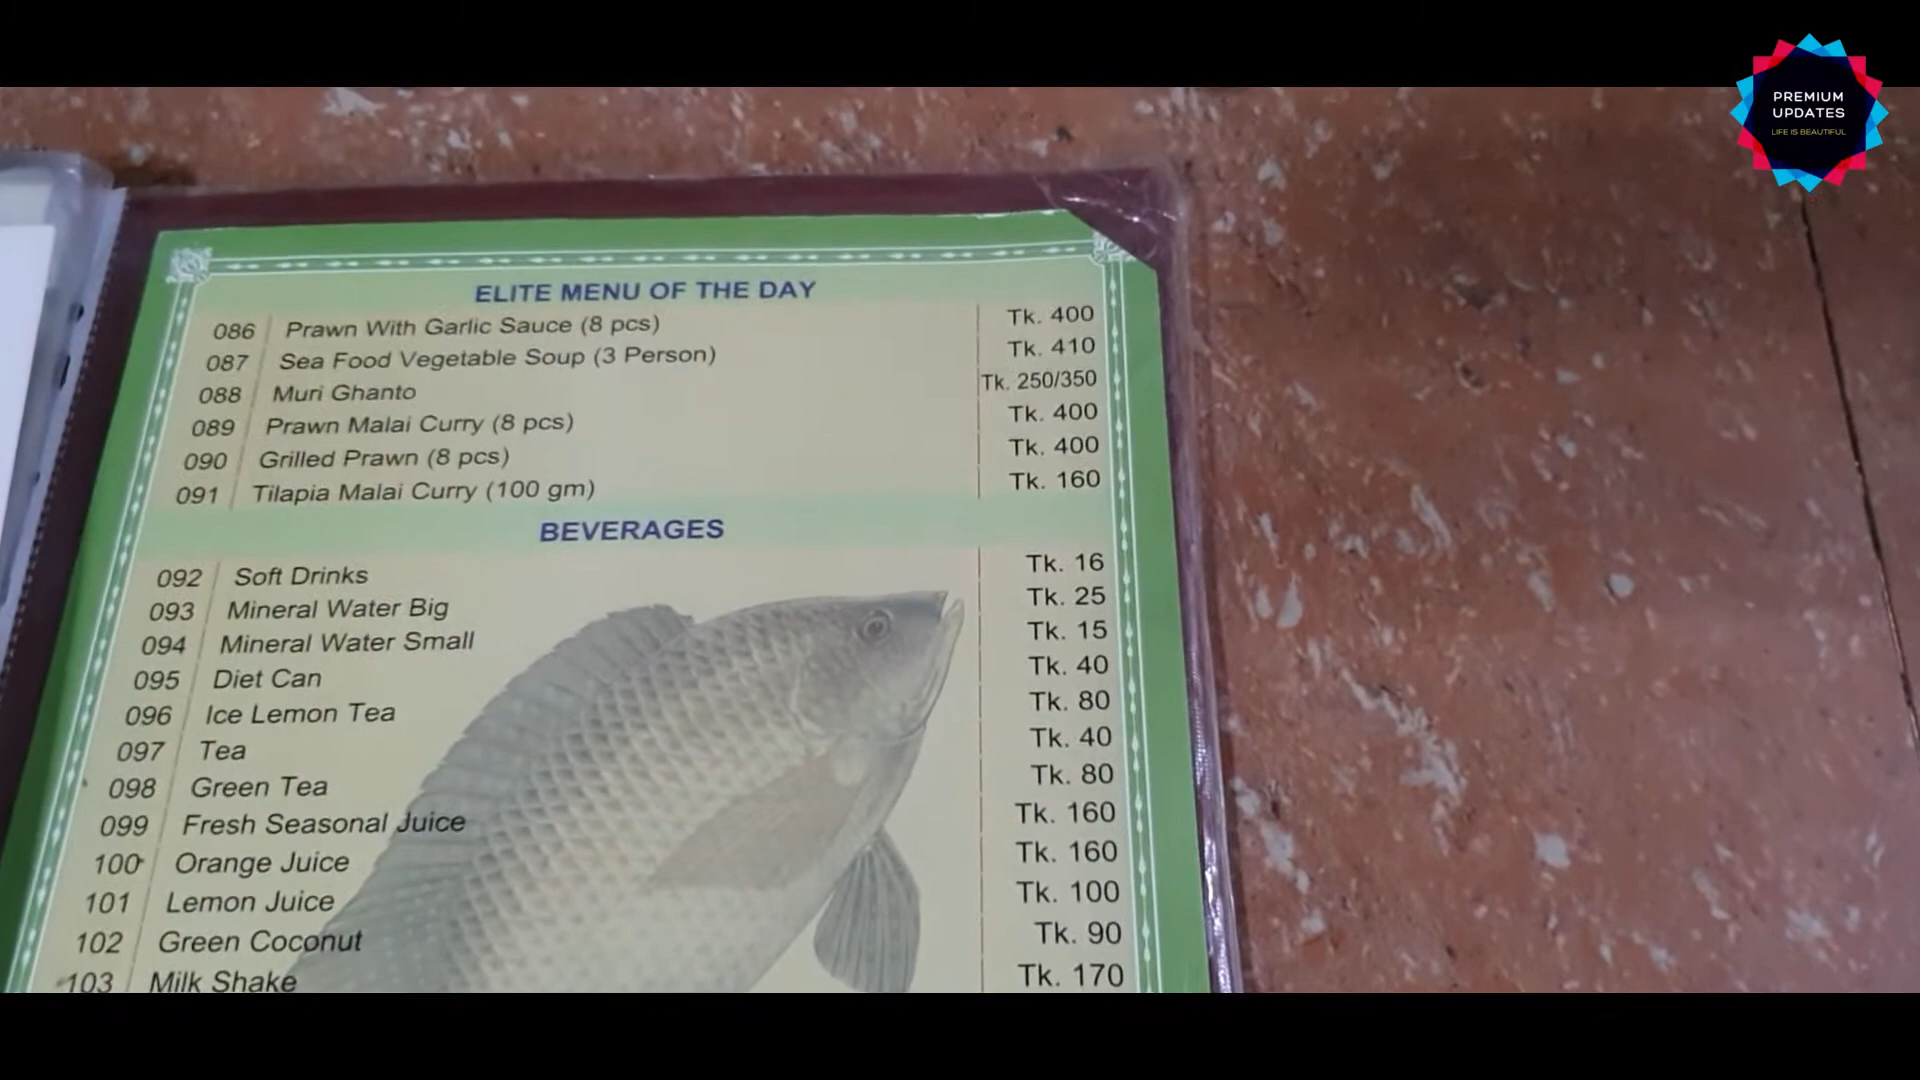 PREMIUM
UPDATES
LIFE IS BEAUTIFUL
ELITE MENU OF THE DAY
086 Prawn With Garlic Sauce (8 pcs) Tk. 400
087 Sea Food Vegetable Soup (3 Person) Tk. 410
088 Muri Ghanto Tk. 250/350
089 Prawn Malai Curry (8 pcs) Tk. 400
090 Grilled Prawn (8 pcs) Tk. 400
091 Tilapia Malai Curry (100 gm) Tk. 160
BEVERAGES
092 Soft Drinks Tk. 16
093 Mineral Water Big Tk. 25
094 Mineral Water Small Tk. 15
095 Diet Can Tk. 40
096 Ice Lemon Tea Tk. 80
097 Tea Tk. 40
098 Green Tea Tk. 80
099 Fresh Seasonal Juice Tk. 160
100 Orange Juice Tk. 160
101 Lemon Juice Tk. 100
102 Green Coconut Tk. 90
103 Milk Shake Tk. 170